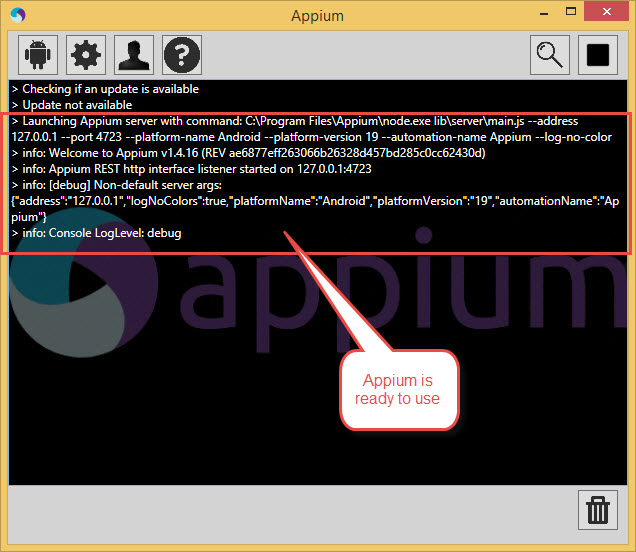 Appium
> Checking if an update is available
> Update not available
> Launching Appium server with command: C:\Program Files\Appium\node.exe lib\server\main.js --address
127.0.0.1 --port 4723 --platform-name Android --platform-version 19 --automation-name Appium --log-no-color
> info: Welcome to Appium v1.4.16 (REV ae6877eff263066b26328d457bd285c0cc62430d)
> info: Appium REST http interface listener started on 127.0.0.1:4723
> info: [debug] Non-default server args:
{"address":"127.0.0.1","logNoColors":true,"platformName":"Android","platformVersion":"19","automationName":"Ap
pium"}
> info: Console LogLevel: debug
appium
Appium is
ready to use